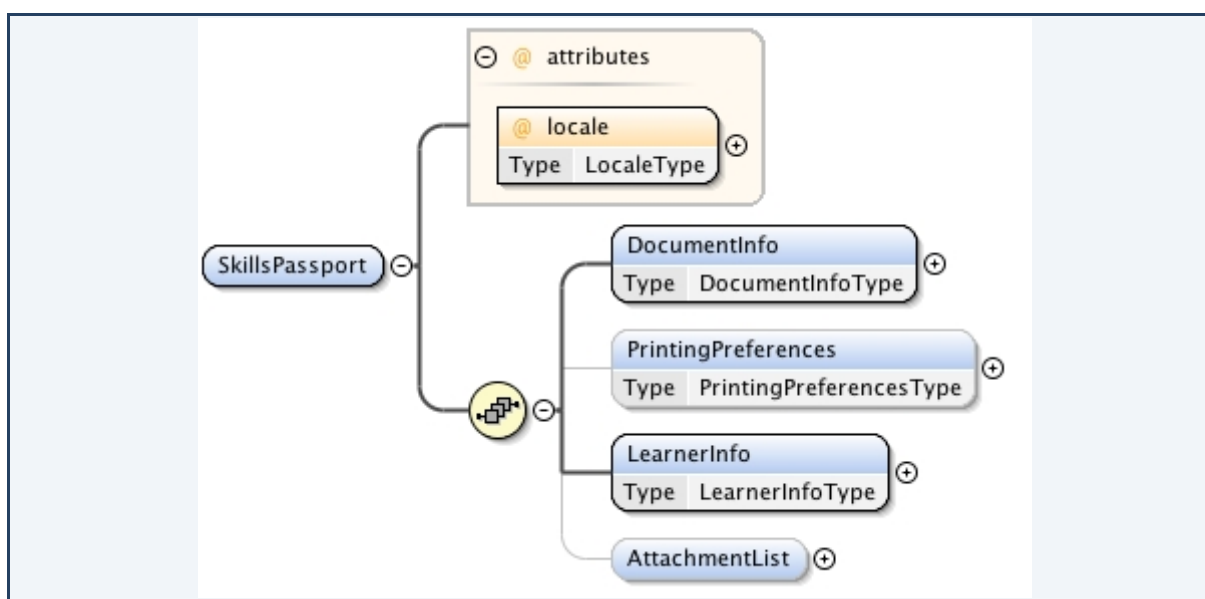 @ attributes
@ locale
Type LocaleType
SkillsPassport
DocumentInfo
Type DocumentInfoType
PrintingPreferences
Type PrintingPreferencesType
LearnerInfo
Type LearnerInfoType
AttachmentList